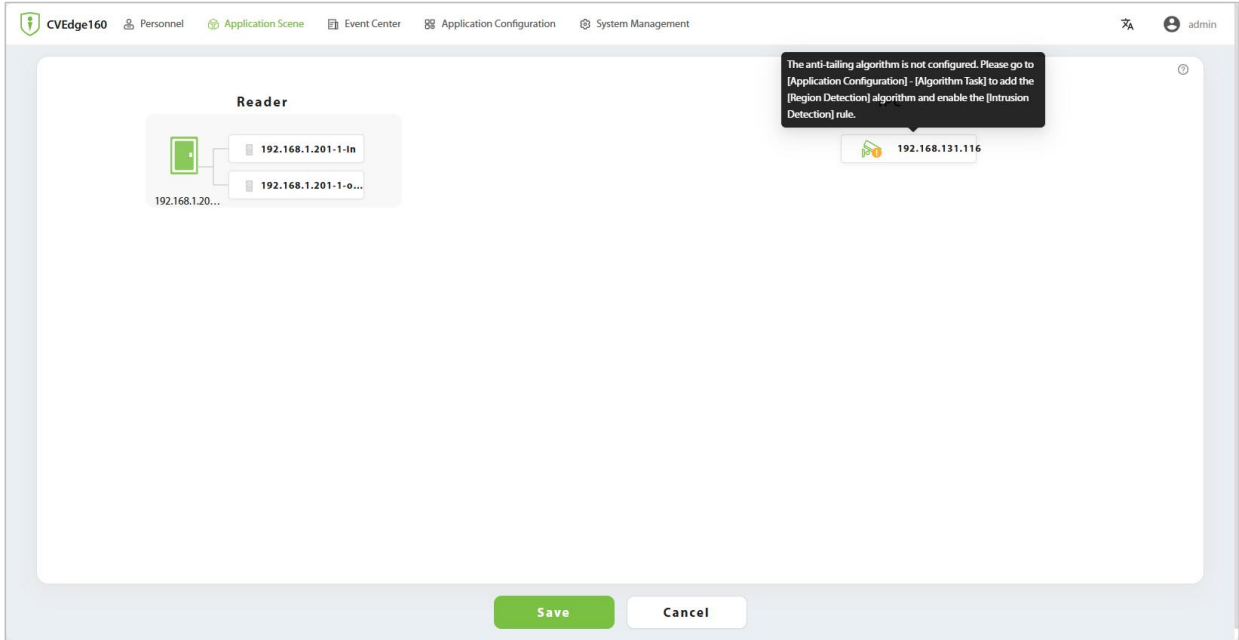 CVEdge160 Personnel Application Scene Event Center Application Configuration System Management admin
The anti-tailing algorithm is not configured. Please go to
[Application Configuration] - [Algorithm Task] to add the
[Region Detection] algorithm and enable the [Intrusion
Detection] rule.
Reader
192.168.1.201-1-In
192.168.131.116
192.168.1.201-1-o...
192.168.1.20...
Save Cancel